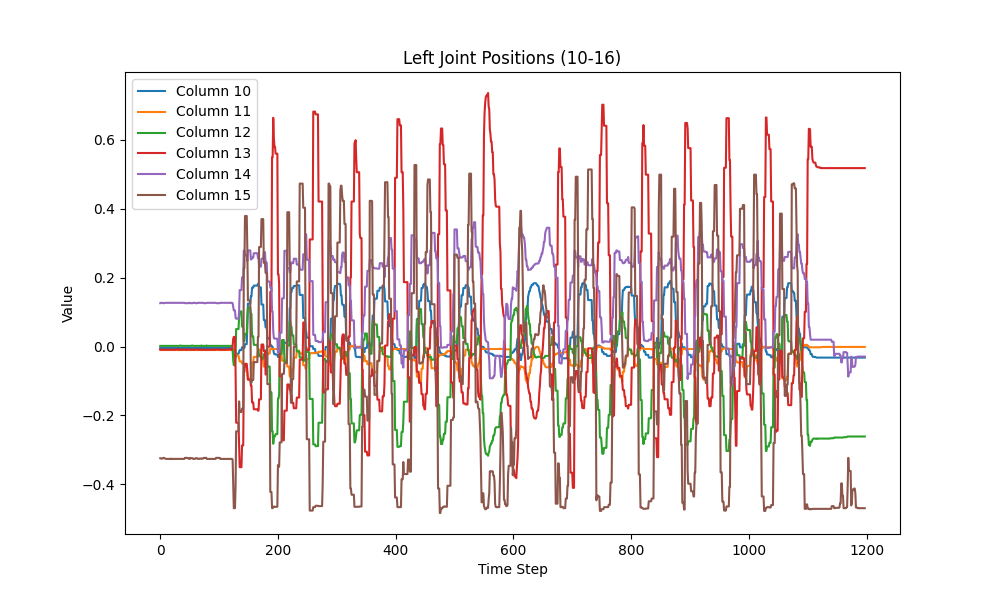 Left Joint Positions (10-16)
Column 10
Column 11
Column 12
Column 13
Column 14
Column 15
Value
0.6
0.4
0.2
0.0
−0.2
−0.4
0
200
400
600
800
1000
1200
Time Step